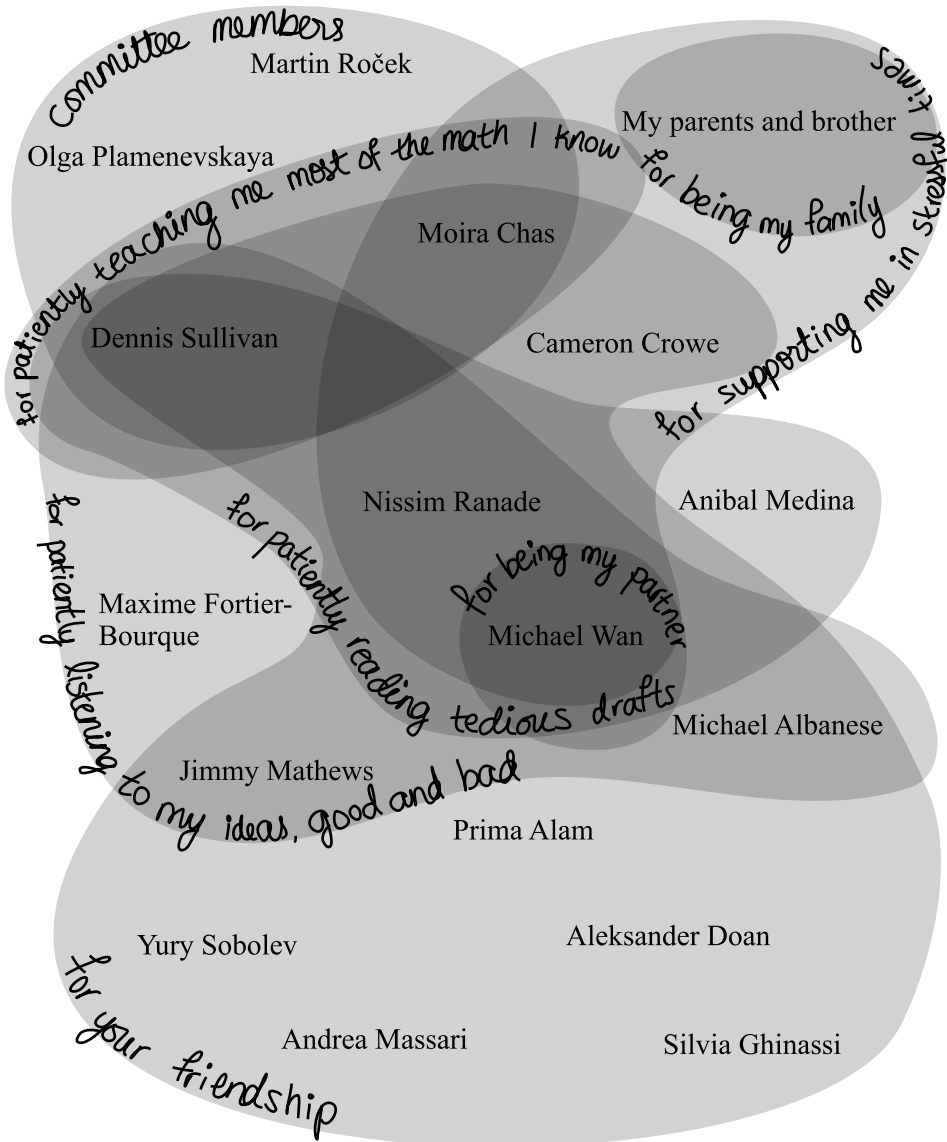 Committee members
Martin Roček
My parents and brother
for being my family
Olga Plamenevskaya
for patiently teaching me most of the math I know
for supporting me in stressful times
Moira Chas
Dennis Sullivan
Cameron Crowe
Nissim Ranade
Anibal Medina
for patiently listening to my ideas, good and bad
for patiently reading tedious drafts
for being my partner
Maxime Fortier-
Bourque
Michael Wan
Michael Albanese
Jimmy Mathews
Prima Alam
Yury Sobolev
Aleksander Doan
Andrea Massari
Silvia Ghinassi
for your friendship